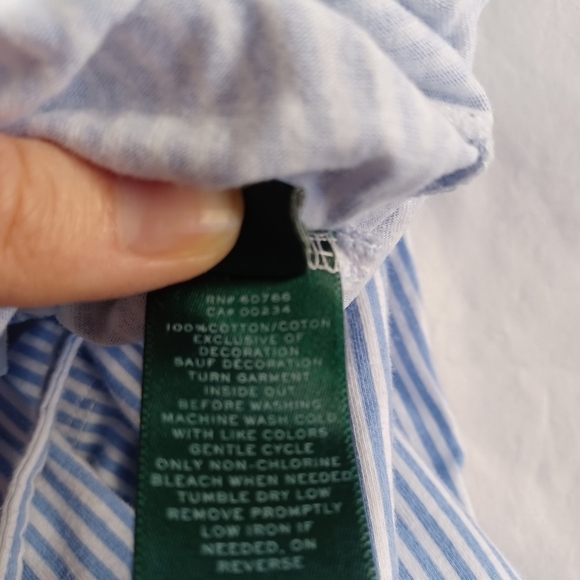 RN# 40766
CA# 00234
100%COTTON/COTON
EXCLUSIVE OF
DECORATION
SAUF DÉCORATION
TURN GARMENT
INSIDE OUT
BEFORE WASHING
MACHINE WASH COLD
WITH LIKE COLORS
GENTLE CYCLE
ONLY NON-CHLORINE
BLEACH WHEN NEEDED
TUMBLE DRY LOW
REMOVE PROMPTLY
LOW IRON IF
NEEDED, ON
REVERSE